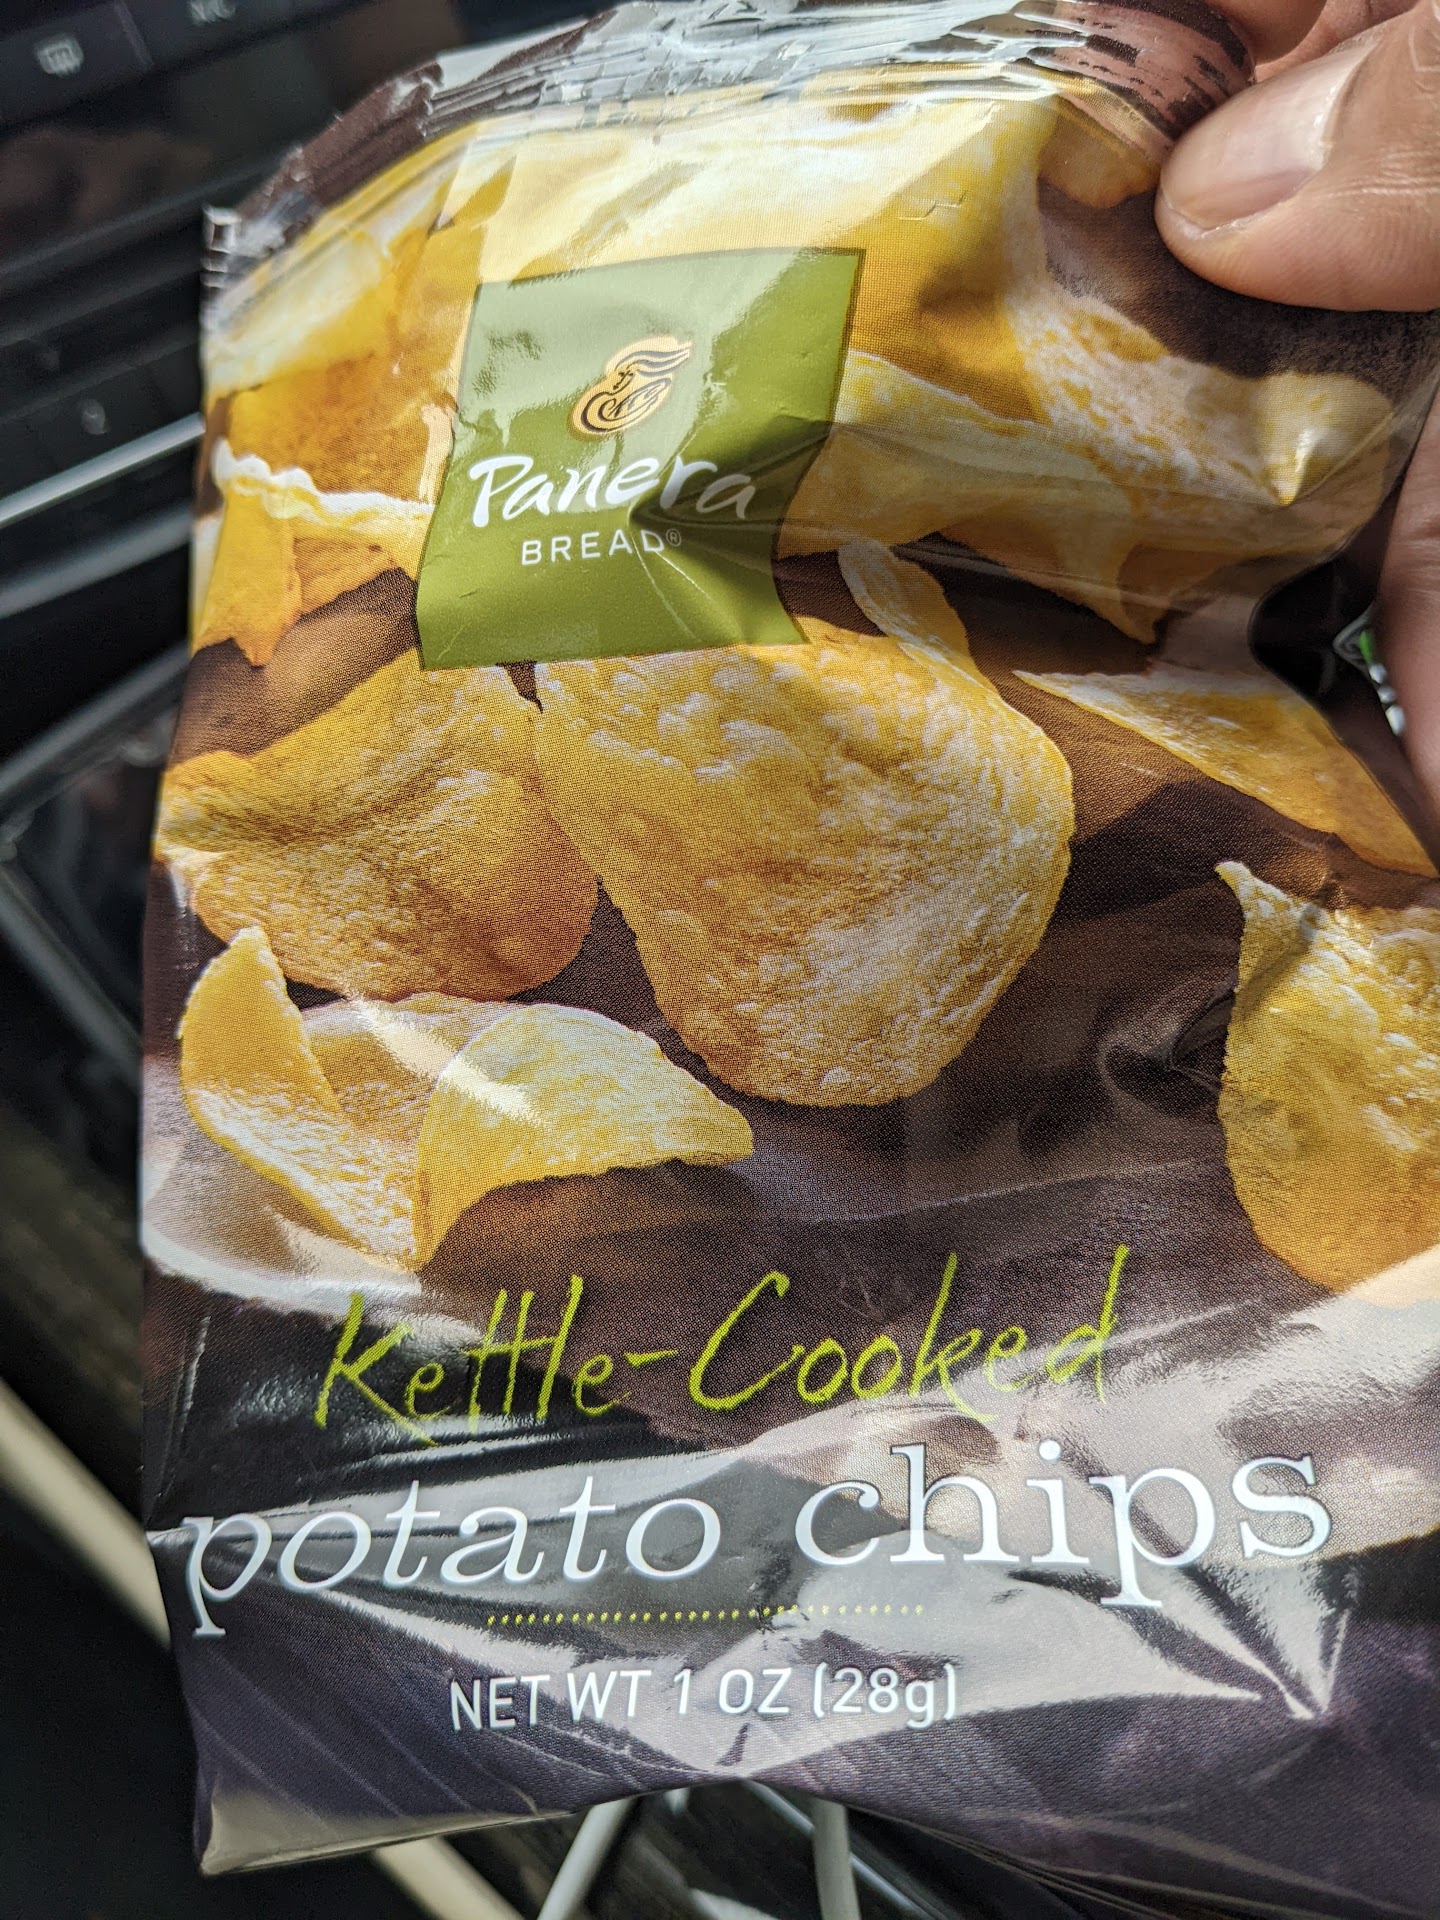 Panera
BREAD®
Kettle-Cooked
potato chips
NET WT 1 OZ (28g)